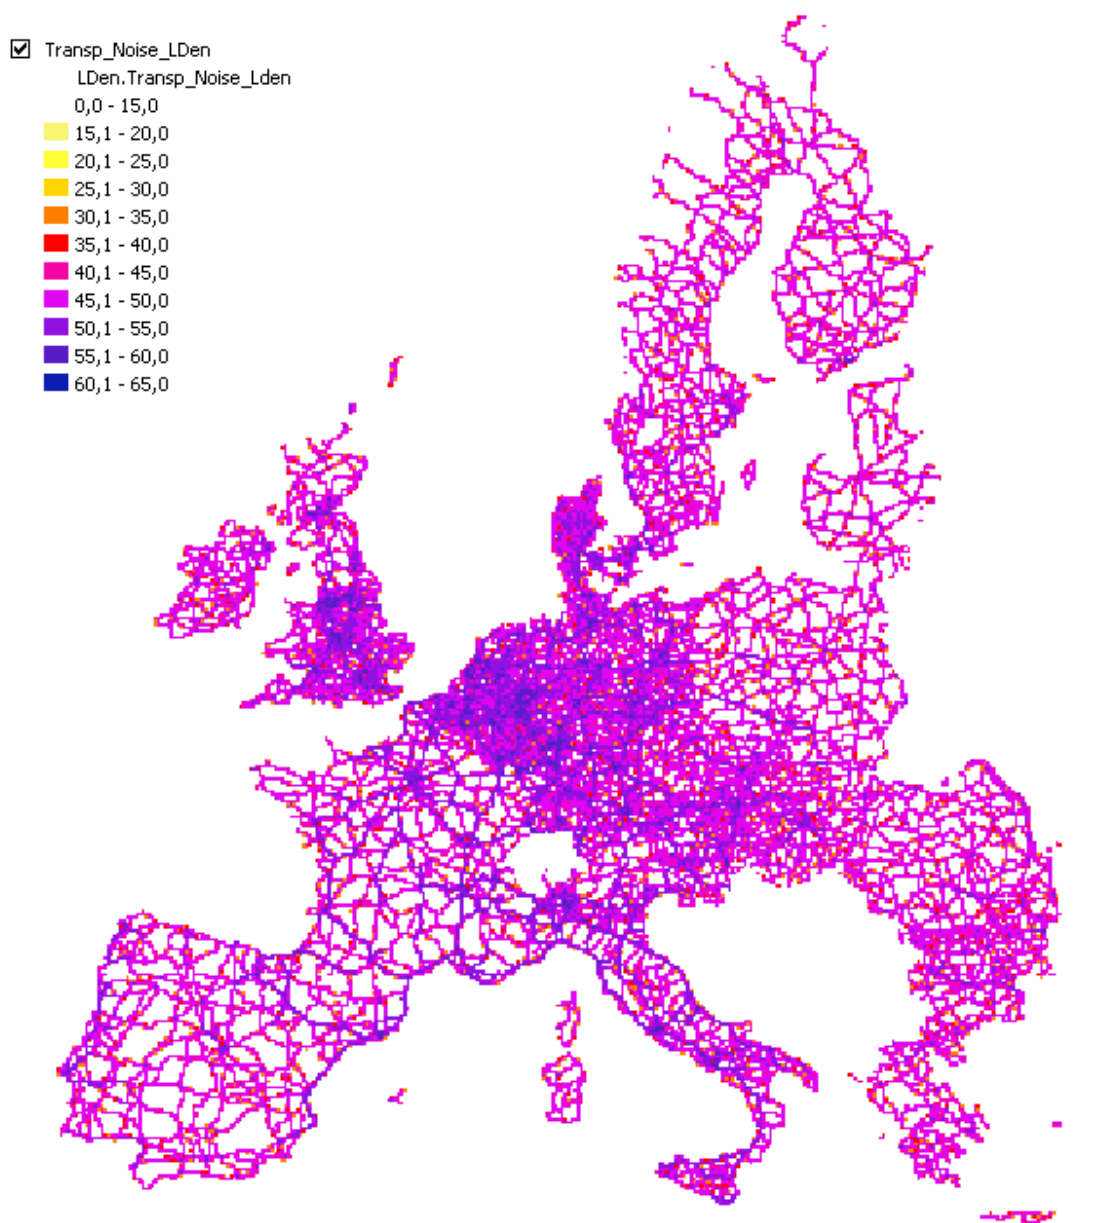 Transp_Noise_LDen
LDen.Transp_Noise_Lden
0,0 - 15,0
15,1 - 20,0
20,1 - 25,0
25,1 - 30,0
30,1 - 35,0
35,1 - 40,0
40,1 - 45,0
45,1 - 50,0
50,1 - 55,0
55,1 - 60,0
60,1 - 65,0